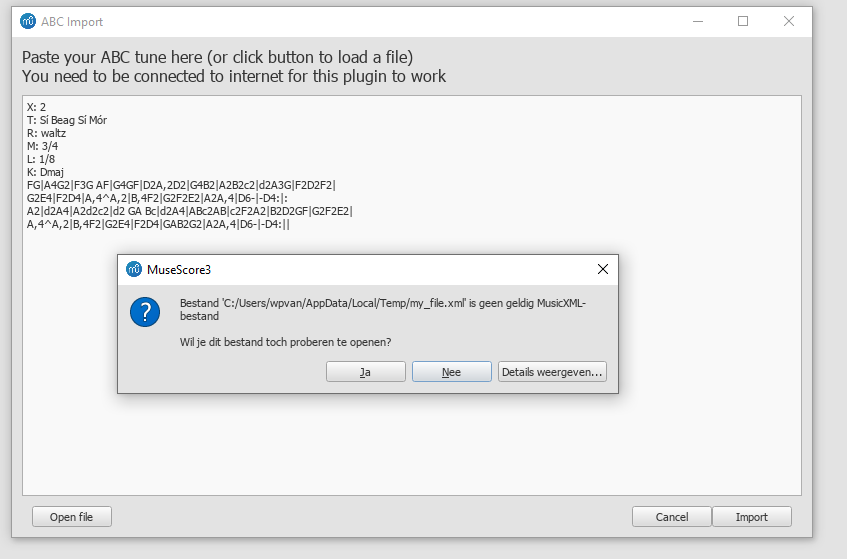 ABC Import
Paste your ABC tune here (or click button to load a file)
You need to be connected to internet for this plugin to work
X: 2
T: Sí Beag Sí Mór
R: waltz
M: 3/4
L: 1/8
K: Dmaj
FG|A4G2|F3G AF|G4GF|D2A,2D2|G4B2|A2B2c2|d2A3G|F2D2F2|
G2E4|F2D4|A,4^A,2|B,4F2|G2F2E2|A2A,4|D6-|-D4:|:
A2|d2A4|A2d2c2|d2 GA Bc|d2A4|ABc2AB|c2F2A2|B2D2GF|G2F2E2|
A,4^A,2|B,4F2|G2E4|F2D4|GAB2G2|A2A,4|D6-|-D4:||
MuseScore3
Bestand 'C:/Users/wpvan/AppData/Local/Temp/my_file.xml' is geen geldig MusicXML-
bestand
Wil je dit bestand toch proberen te openen?
Ja
Nee
Details weergeven...
Open file
Cancel
Import